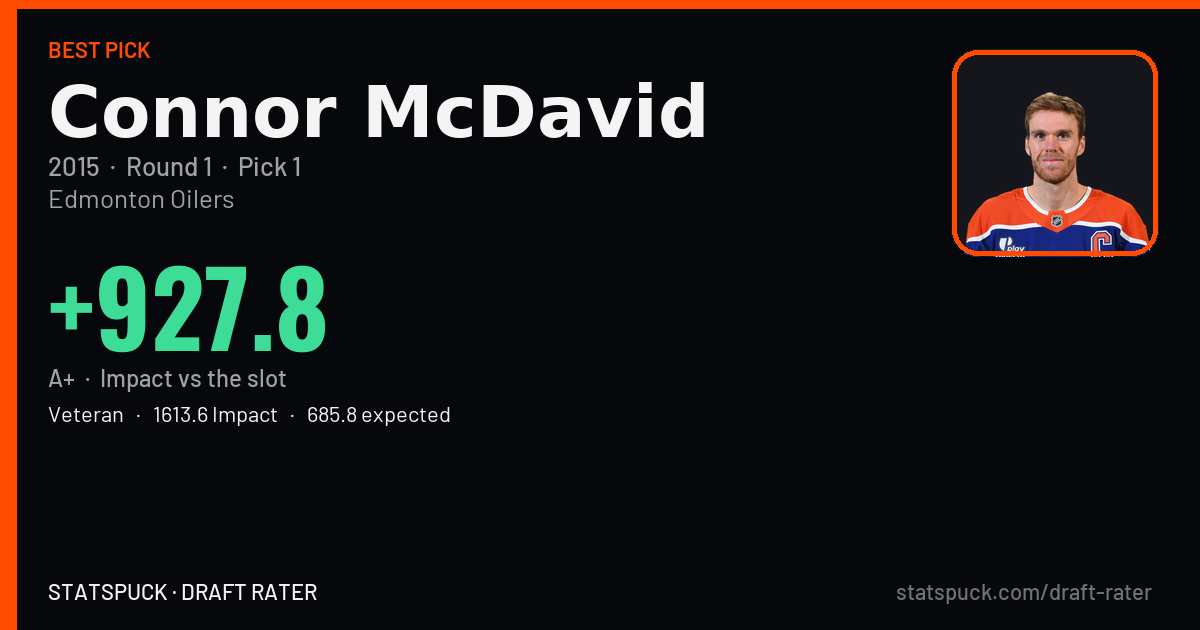 BEST PICK
Connor McDavid
2015 · Round 1 · Pick 1
Edmonton Oilers
+927.8
A+ · Impact vs the slot
Veteran · 1613.6 Impact · 685.8 expected
play
C
STATSPUCK · DRAFT RATER
statspuck.com/draft-rater